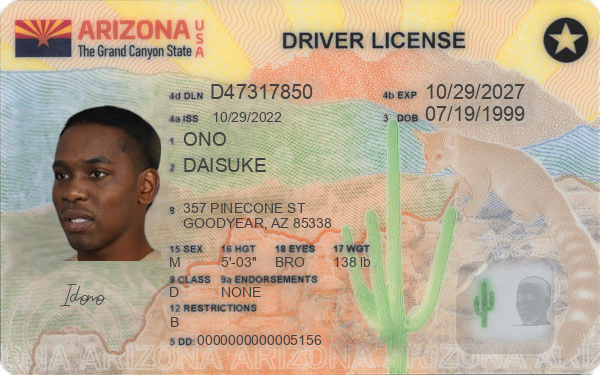 ARIZONA USA
The Grand Canyon State
DRIVER LICENSE
4d DLN D47317850
4b EXP 10/29/2027
4a ISS 10/29/2022
3 DOB 07/19/1999
1 ONO
2 DAISUKE
8 357 PINECONE ST
GOODYEAR, AZ 85338
15 SEX 16 HGT 18 EYES 17 WGT
M 5'-03" BRO 138 lb
9 CLASS 9a ENDORSEMENTS
D NONE
12 RESTRICTIONS
B
5 DD: 0000000000005156
Idono
ONA ARIZONA ARIZONA ARIZONA ARIZONA ARIZ